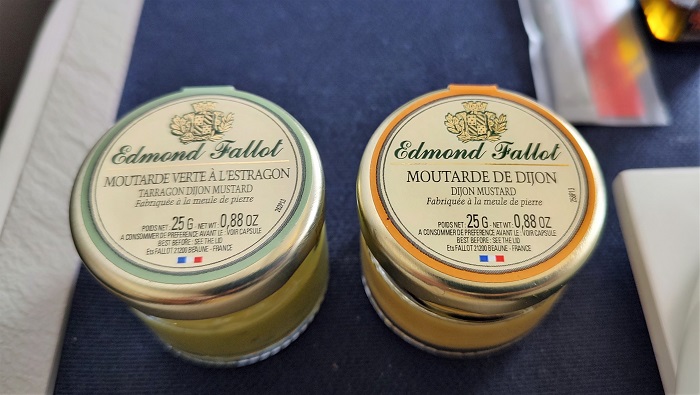 Edmond Fallot
MOUTARDE VERTE À L'ESTRAGON
TARRAGON DIJON MUSTARD
Fabriquée à la meule de pierre
POIDS NET : 25 G - NET WT : 0,88 OZ
A CONSOMMER DE PREFERENCE AVANT LE : VOIR CAPSULE
BEST BEFORE : SEE THE LID
Ets FALLOT 21200 BEAUNE - FRANCE
Edmond Fallot
MOUTARDE DE DIJON
DIJON MUSTARD
Fabriquée à la meule de pierre
POIDS NET : 25 G - NET WT : 0,88 OZ
A CONSOMMER DE PREFERENCE AVANT LE : VOIR CAPSULE
BEST BEFORE : SEE THE LID
Ets FALLOT 21200 BEAUNE - FRANCE